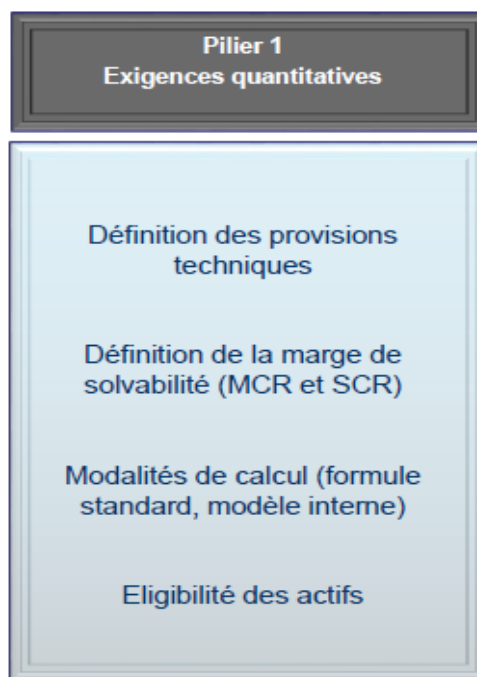 Pilier 1
Exigences quantitatives
Définition des provisions
techniques
Définition de la marge de
solvabilité (MCR et SCR)
Modalités de calcul (formule
standard, modèle interne)
Eligibilité des actifs